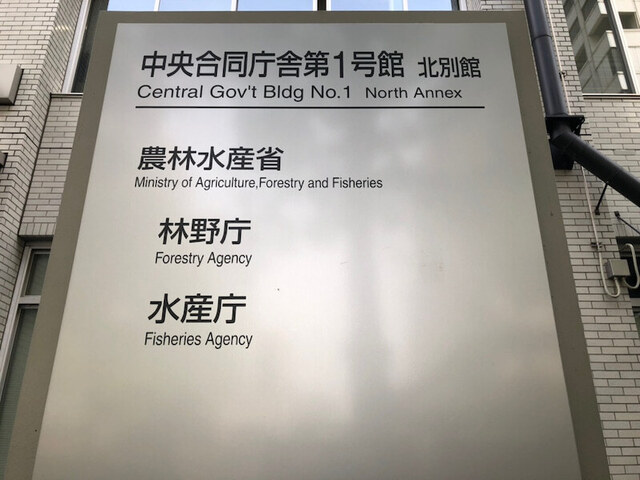 中央合同庁舎第1号館 北別館
Central Gov't Bldg No.1 North Annex
農林水産省
Ministry of Agriculture,Forestry and Fisheries
林野庁
Forestry Agency
水産庁
Fisheries Agency